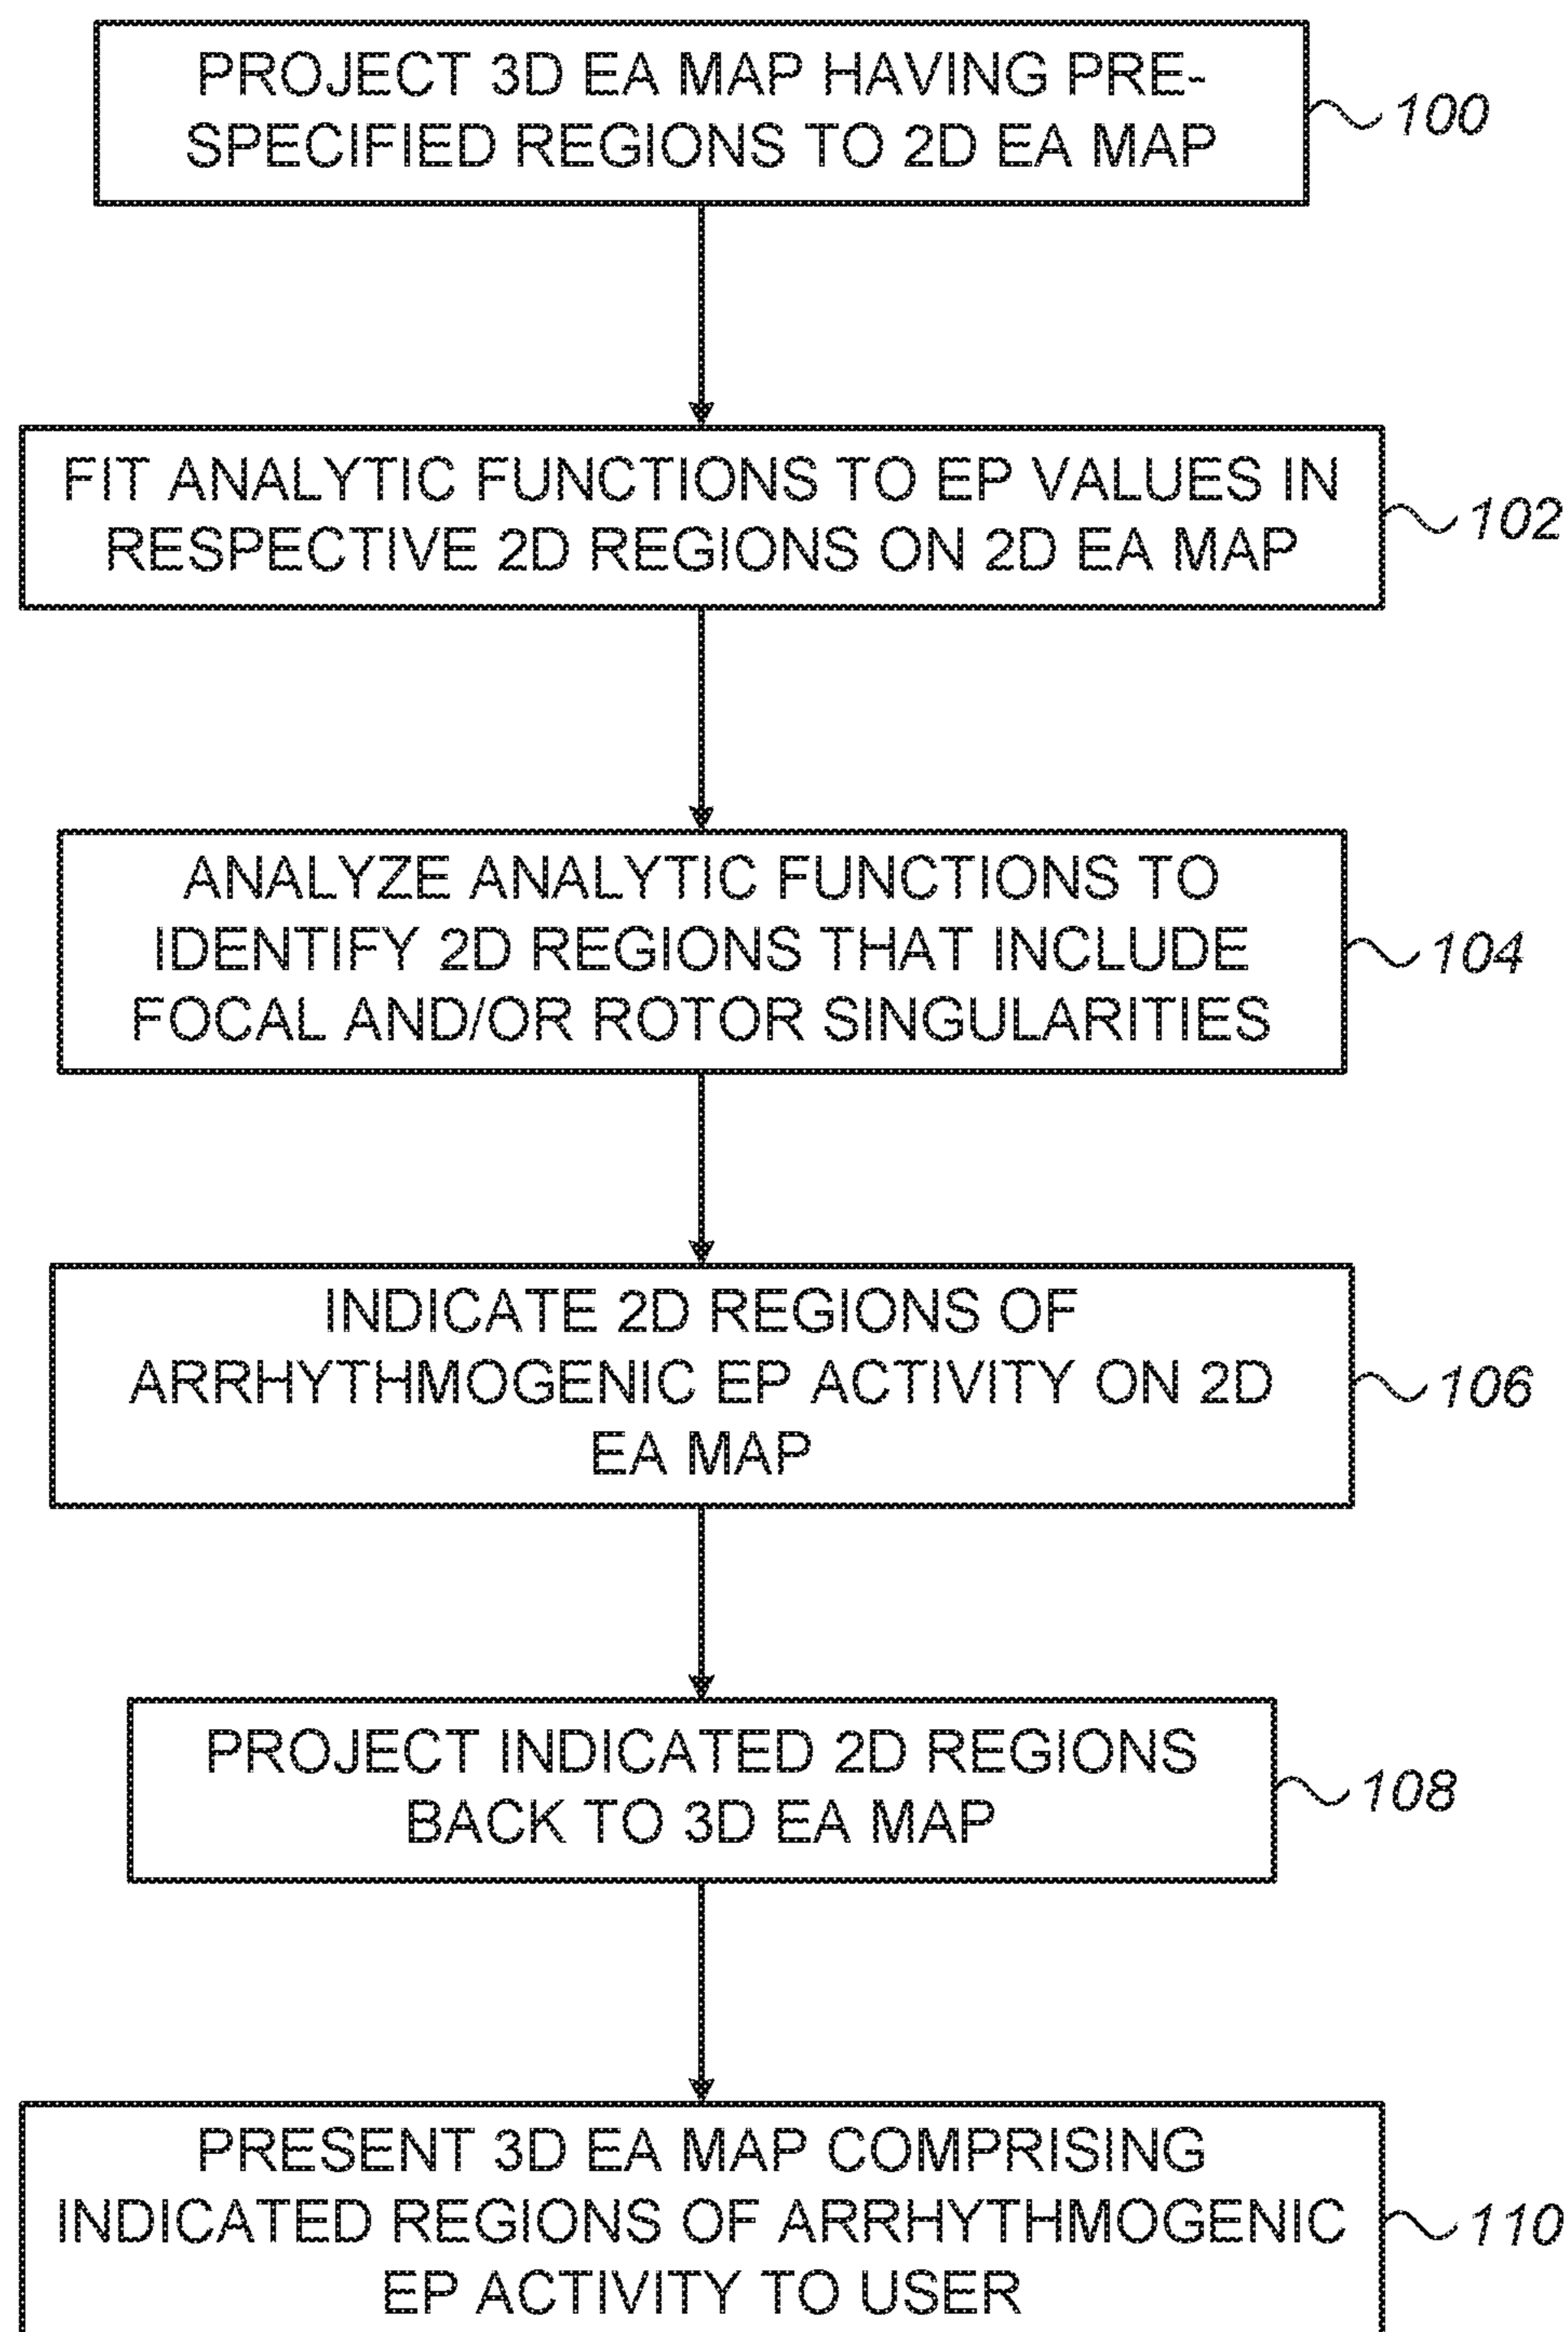 PROJECT 3D EA MAP HAVING PRE-
SPECIFIED REGIONS TO 2D EA MAP
100
FIT ANALYTIC FUNCTIONS TO EP VALUES IN
RESPECTIVE 2D REGIONS ON 2D EA MAP
102
ANALYZE ANALYTIC FUNCTIONS TO
IDENTIFY 2D REGIONS THAT INCLUDE
FOCAL AND/OR ROTOR SINGULARITIES
104
INDICATE 2D REGIONS OF
ARRHYTHMOGENIC EP ACTIVITY ON 2D
EA MAP
106
PROJECT INDICATED 2D REGIONS
BACK TO 3D EA MAP
108
PRESENT 3D EA MAP COMPRISING
INDICATED REGIONS OF ARRHYTHMOGENIC
EP ACTIVITY TO USER
110